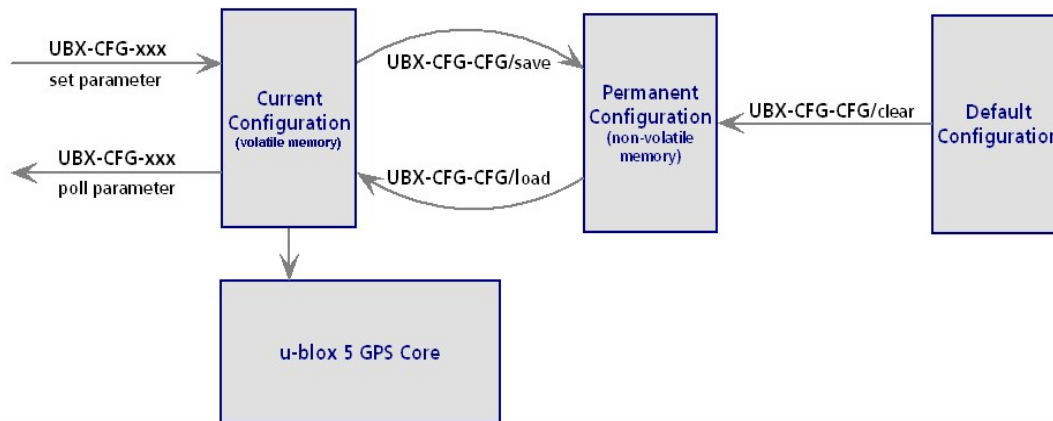 UBX-CFG-xxx
set parameter
UBX-CFG-xxx
poll parameter
Current
Configuration
(volatile memory)
UBX-CFG-CFG/save
UBX-CFG-CFG/load
Permanent
Configuration
(non-volatile
memory)
UBX-CFG-CFG/clear
Default
Configuration
u-blox 5 GPS Core